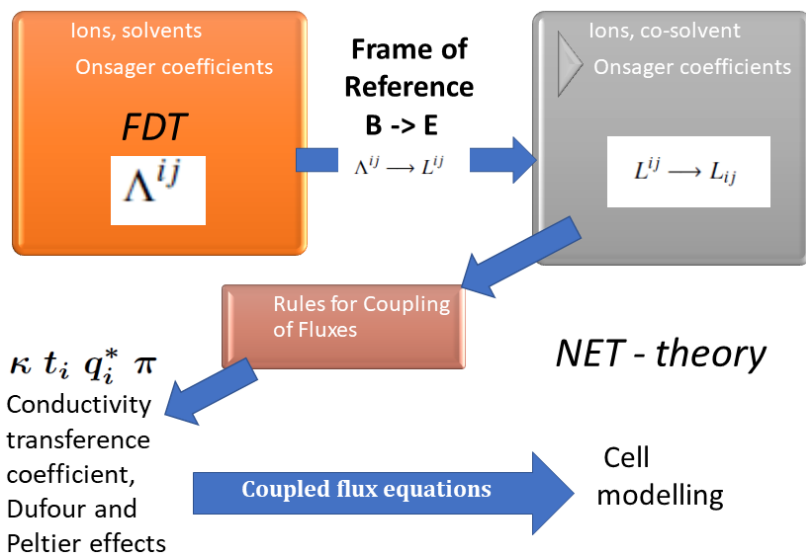 Ions, solvents
Onsager coefficients
FDT
Λ^{ij}
Frame of
Reference
B -> E
Λ^{ij} ⟶ L^{ij}
Ions, co-solvent
Onsager coefficients
L^{ij} ⟶ L_{ij}
Rules for Coupling
of Fluxes
NET - theory
κ t_i q_i^* π
Conductivity
transference
coefficient,
Dufour and
Peltier effects
Coupled flux equations
Cell
modelling